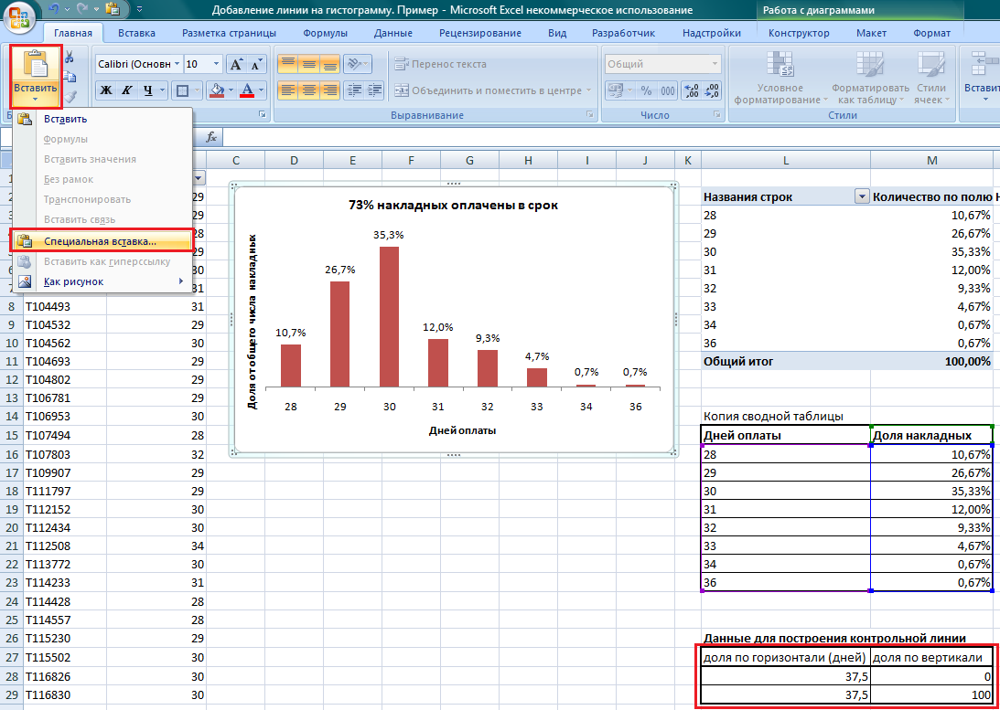 Добавление линии на гистограмму. Пример - Microsoft Excel некоммерческое использование
Работа с диаграммами
Главная Вставка Разметка страницы Формулы Данные Рецензирование Вид Разработчик Надстройки Конструктор Макет Формат
Вставить
Calibri (Основн 10
Ж К Ч
Перенос текста
Объединить и поместить в центре
Выравнивание
Общий
% 000
Число
Условное форматирование
Форматировать как таблицу
Стили ячеек
Стили
Вставить
Формулы
Вставить значения
Без рамок
Транспонировать
Вставить связь
Специальная вставка...
Вставить как гиперссылку
Как рисунок
fx
C D E F G H I J K L M
1
2 29
29
28
29
30
31
8 T104493 31
9 T104532 29
10 T104562 30
11 T104693 29
12 T104802 29
13 T106781 29
14 T106953 30
15 T107494 28
16 T107803 32
17 T109907 29
18 T111797 29
19 T112152 30
20 T112434 30
21 T112508 34
22 T113772 30
23 T114233 31
24 T114428 28
25 T114557 28
26 T115230 29
27 T115502 30
28 T116826 30
29 T116830 30
73% накладных оплачены в срок
Доля от общего числа накладных
10,7% 26,7% 35,3% 12,0% 9,3% 4,7% 0,7% 0,7%
28 29 30 31 32 33 34 36
Дней оплаты
Названия строк Количество по полю Н
28 10,67%
29 26,67%
30 35,33%
31 12,00%
32 9,33%
33 4,67%
34 0,67%
36 0,67%
Общий итог 100,00%
Копия сводной таблицы
Дней оплаты Доля накладных
28 10,67%
29 26,67%
30 35,33%
31 12,00%
32 9,33%
33 4,67%
34 0,67%
36 0,67%
Данные для построения контрольной линии
доля по горизонтали (дней) доля по вертикали
37,5 0
37,5 100